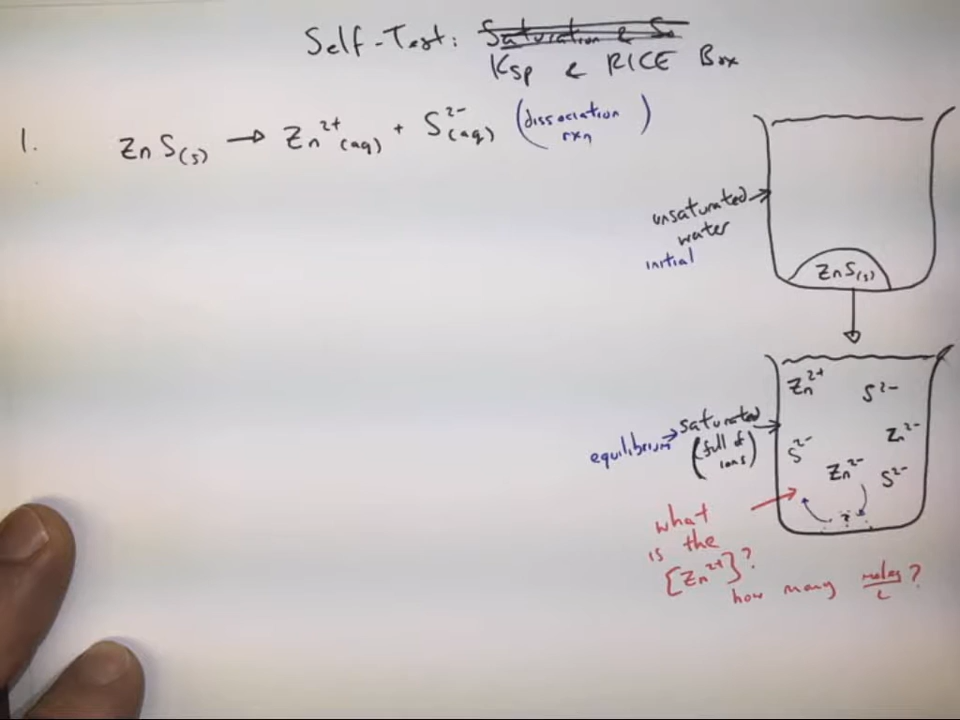 Self-Test: Saturation & S
Ksp & RICE Box
1. ZnS(s) → Zn²⁺(aq) + S²⁻(aq) (dissociation
rxn)
unsaturated
water
initial
ZnS(s)
Zn²⁺ S²⁻
Zn²⁻
S²⁻
Zn²⁻ S²⁻
equilibrium → saturated
(full of
ions)
what
is the
[Zn²⁺]?
how many moles/L?